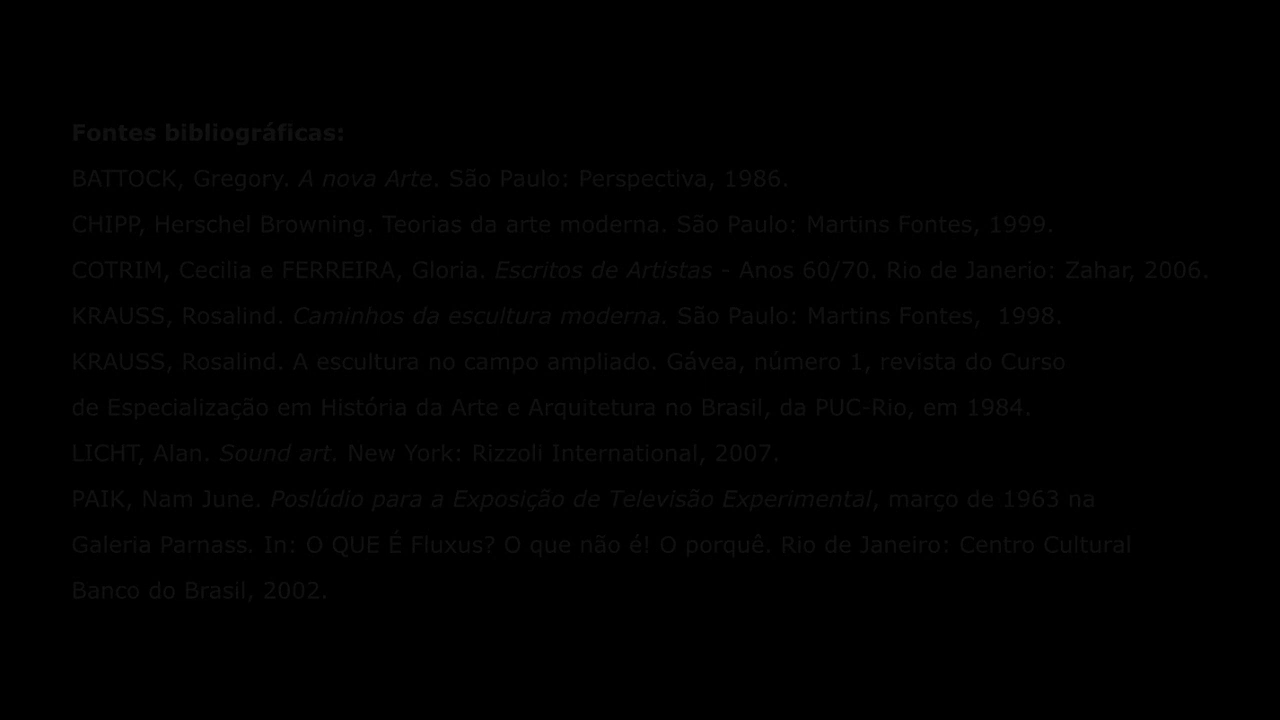 Fontes bibliográficas:
BATTOCK, Gregory. A nova Arte. São Paulo: Perspectiva, 1986.
CHIPP, Herschel Browning. Teorias da arte moderna. São Paulo: Martins Fontes, 1999.
COTRIM, Cecilia e FERREIRA, Gloria. Escritos de Artistas - Anos 60/70. Rio de Janerio: Zahar, 2006.
KRAUSS, Rosalind. Caminhos da escultura moderna. São Paulo: Martins Fontes,  1998.
KRAUSS, Rosalind. A escultura no campo ampliado. Gávea, número 1, revista do Curso
de Especialização em História da Arte e Arquitetura no Brasil, da PUC-Rio, em 1984.
LICHT, Alan. Sound art. New York: Rizzoli International, 2007.
PAIK, Nam June. Poslúdio para a Exposição de Televisão Experimental, março de 1963 na
Galeria Parnass. In: O QUE É Fluxus? O que não é! O porquê. Rio de Janeiro: Centro Cultural
Banco do Brasil, 2002.